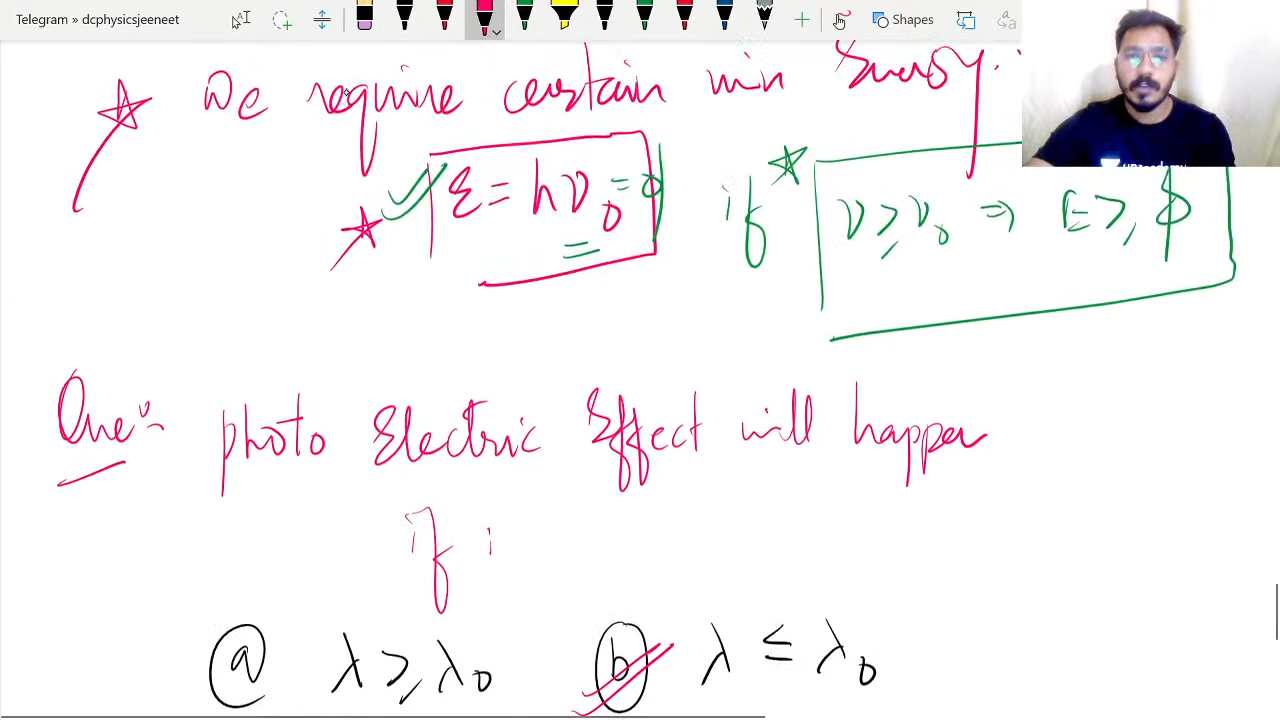 Telegram » dcphysicsjeeneet
Shapes
We require certain min Energy.
E = hν₀ = ϕ if ν ≥ ν₀ ⇒ E ≥ ϕ
Que:- photo Electric Effect will happen
if
(a) λ ≥ λ₀ (b) λ ≤ λ₀